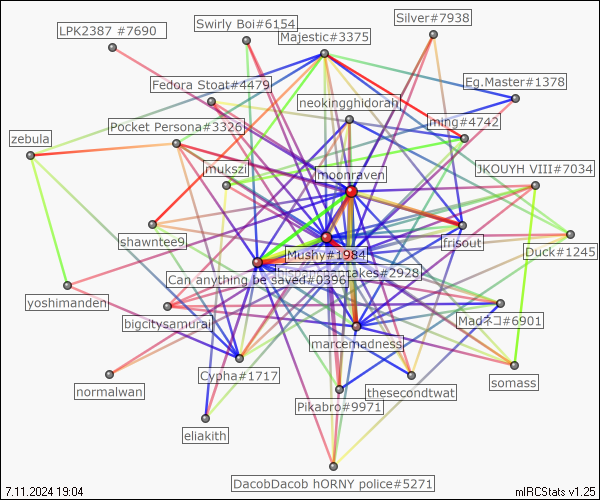 Swirly Boi#6154
Silver#7938
LPK2387 #7690
Majestic#3375
Fedora Stoat#4479
Eg.Master#1378
neokingghidorah
Pocket Persona#3326
ming#4742
zebula
mukszi
moonraven
JKOUYH VIII#7034
shawntee9
frisout
Mushy#1984
Duck#1245
Can anything be saved#0396
takes#2928
yoshimanden
bigcitysamurai
Madネコ#6901
marcemadness
Cypha#1717
somass
normalwan
thesecondtwat
Pikabro#9971
eliakith
DacobDacob hORNY police#5271
7.11.2024 19:04
mIRCStats v1.25